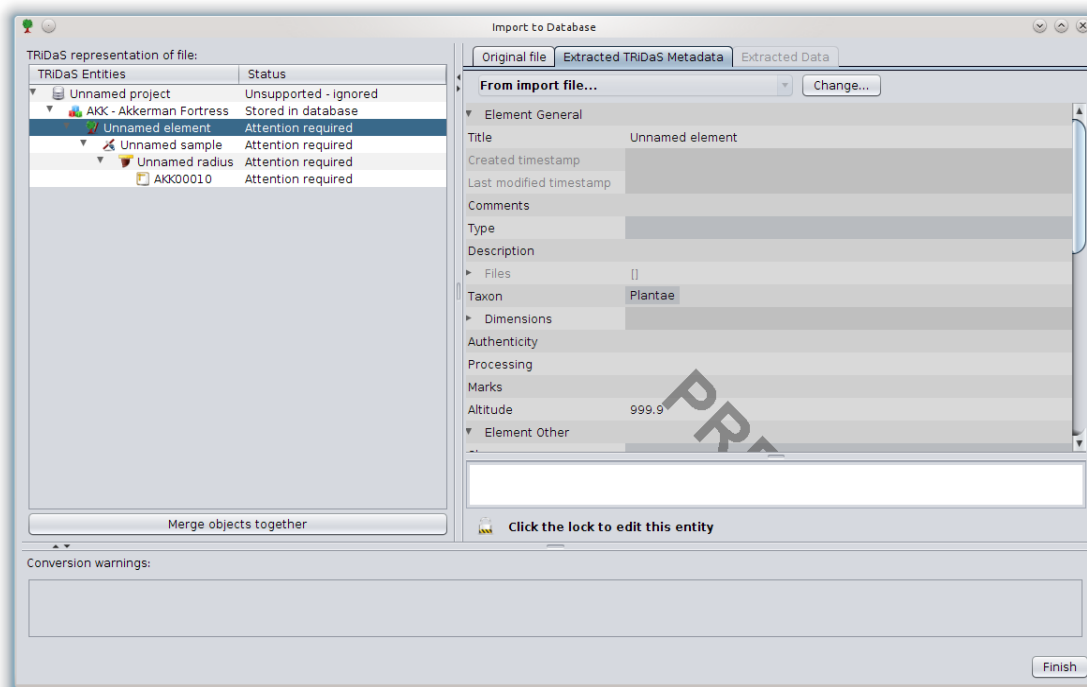 Import to Database
TRiDaS representation of file:
TRiDaS Entities Status
Unnamed project Unsupported - ignored
AKK - Akkerman Fortress Stored in database
Unnamed element Attention required
Unnamed sample Attention required
Unnamed radius Attention required
AKK00010 Attention required
Merge objects together
Original file Extracted TRiDaS Metadata Extracted Data
From import file... Change...
Element General
Title Unnamed element
Created timestamp
Last modified timestamp
Comments
Type
Description
Files []
Taxon Plantae
Dimensions
Authenticity
Processing
Marks
Altitude 999.9
Element Other
Click the lock to edit this entity
Conversion warnings:
Finish